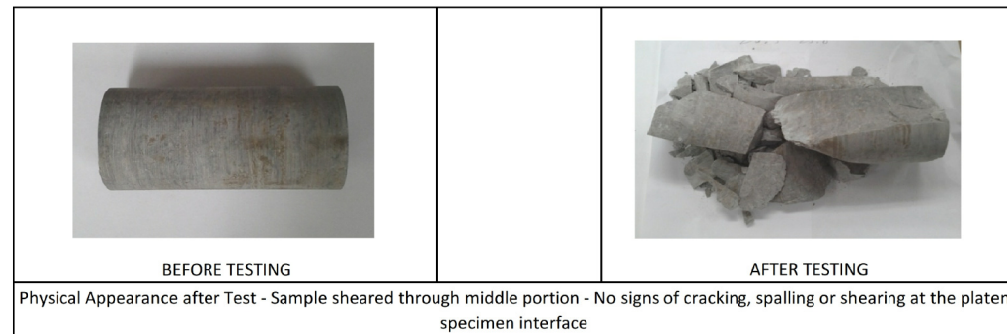 BEFORE TESTING
AFTER TESTING
Physical Appearance after Test - Sample sheared through middle portion - No signs of cracking, spalling or shearing at the platen
specimen interface